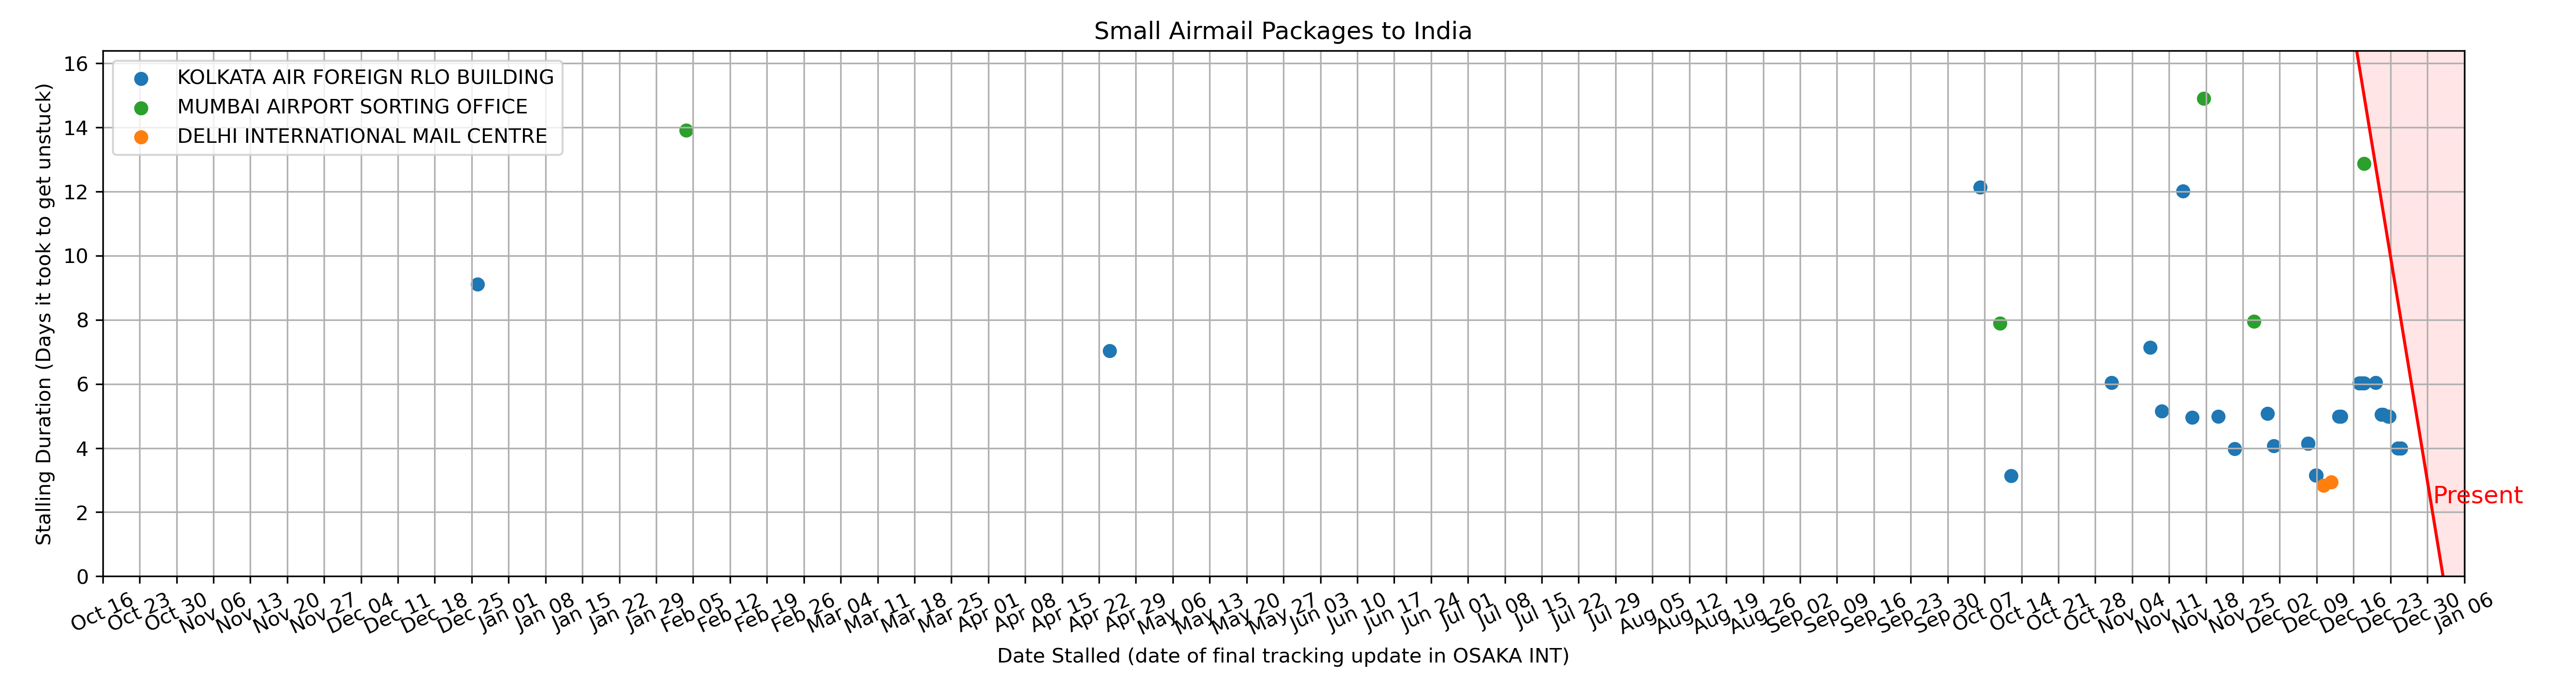 Small Airmail Packages to India
KOLKATA AIR FOREIGN RLO BUILDING
MUMBAI AIRPORT SORTING OFFICE
DELHI INTERNATIONAL MAIL CENTRE
Stalling Duration (Days it took to get unstuck)
16
14
12
10
8
6
4
2
0
Present
Oct 16 Oct 23 Oct 30 Nov 06 Nov 13 Nov 20 Nov 27 Dec 04 Dec 11 Dec 18 Dec 25 Jan 01 Jan 08 Jan 15 Jan 22 Jan 29 Feb 05 Feb 12 Feb 19 Feb 26 Mar 04 Mar 11 Mar 18 Mar 25 Apr 01 Apr 08 Apr 15 Apr 22 Apr 29 May 06 May 13 May 20 May 27 Jun 03 Jun 10 Jun 17 Jun 24 Jul 01 Jul 08 Jul 15 Jul 22 Jul 29 Aug 05 Aug 12 Aug 19 Aug 26 Sep 02 Sep 09 Sep 16 Sep 23 Sep 30 Oct 07 Oct 14 Oct 21 Oct 28 Nov 04 Nov 11 Nov 18 Nov 25 Dec 02 Dec 09 Dec 16 Dec 23 Dec 30 Jan 06
Date Stalled (date of final tracking update in OSAKA INT)